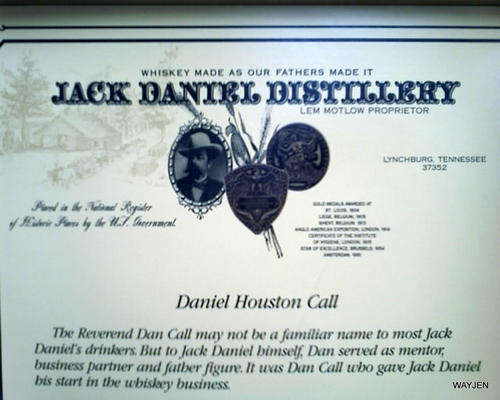 WHISKEY MADE AS OUR FATHERS MADE IT
JACK DANIEL DISTILLERY
LEM MOTLOW PROPRIETOR
LYNCHBURG, TENNESSEE
37352
Placed in the National Register
of Historic Places by the U.S. Government.
GOLD MEDALS AWARDED AT
ST. LOUIS, 1904
LIEGE, BELGIUM, 1905
GHENT, BELGIUM, 1913
ANGLO-AMERICAN EXPOSITION, LONDON, 1914
CERTIFICATE OF THE INSTITUTE
OF HYGIENE, LONDON, 1915
STAR OF EXCELLENCE, BRUSSELS, 1954
AMSTERDAM, 1981
Daniel Houston Call
The Reverend Dan Call may not be a familiar name to most Jack
Daniel's drinkers. But to Jack Daniel himself, Dan served as mentor,
business partner and father figure. It was Dan Call who gave Jack Daniel
his start in the whiskey business.
WAYJEN